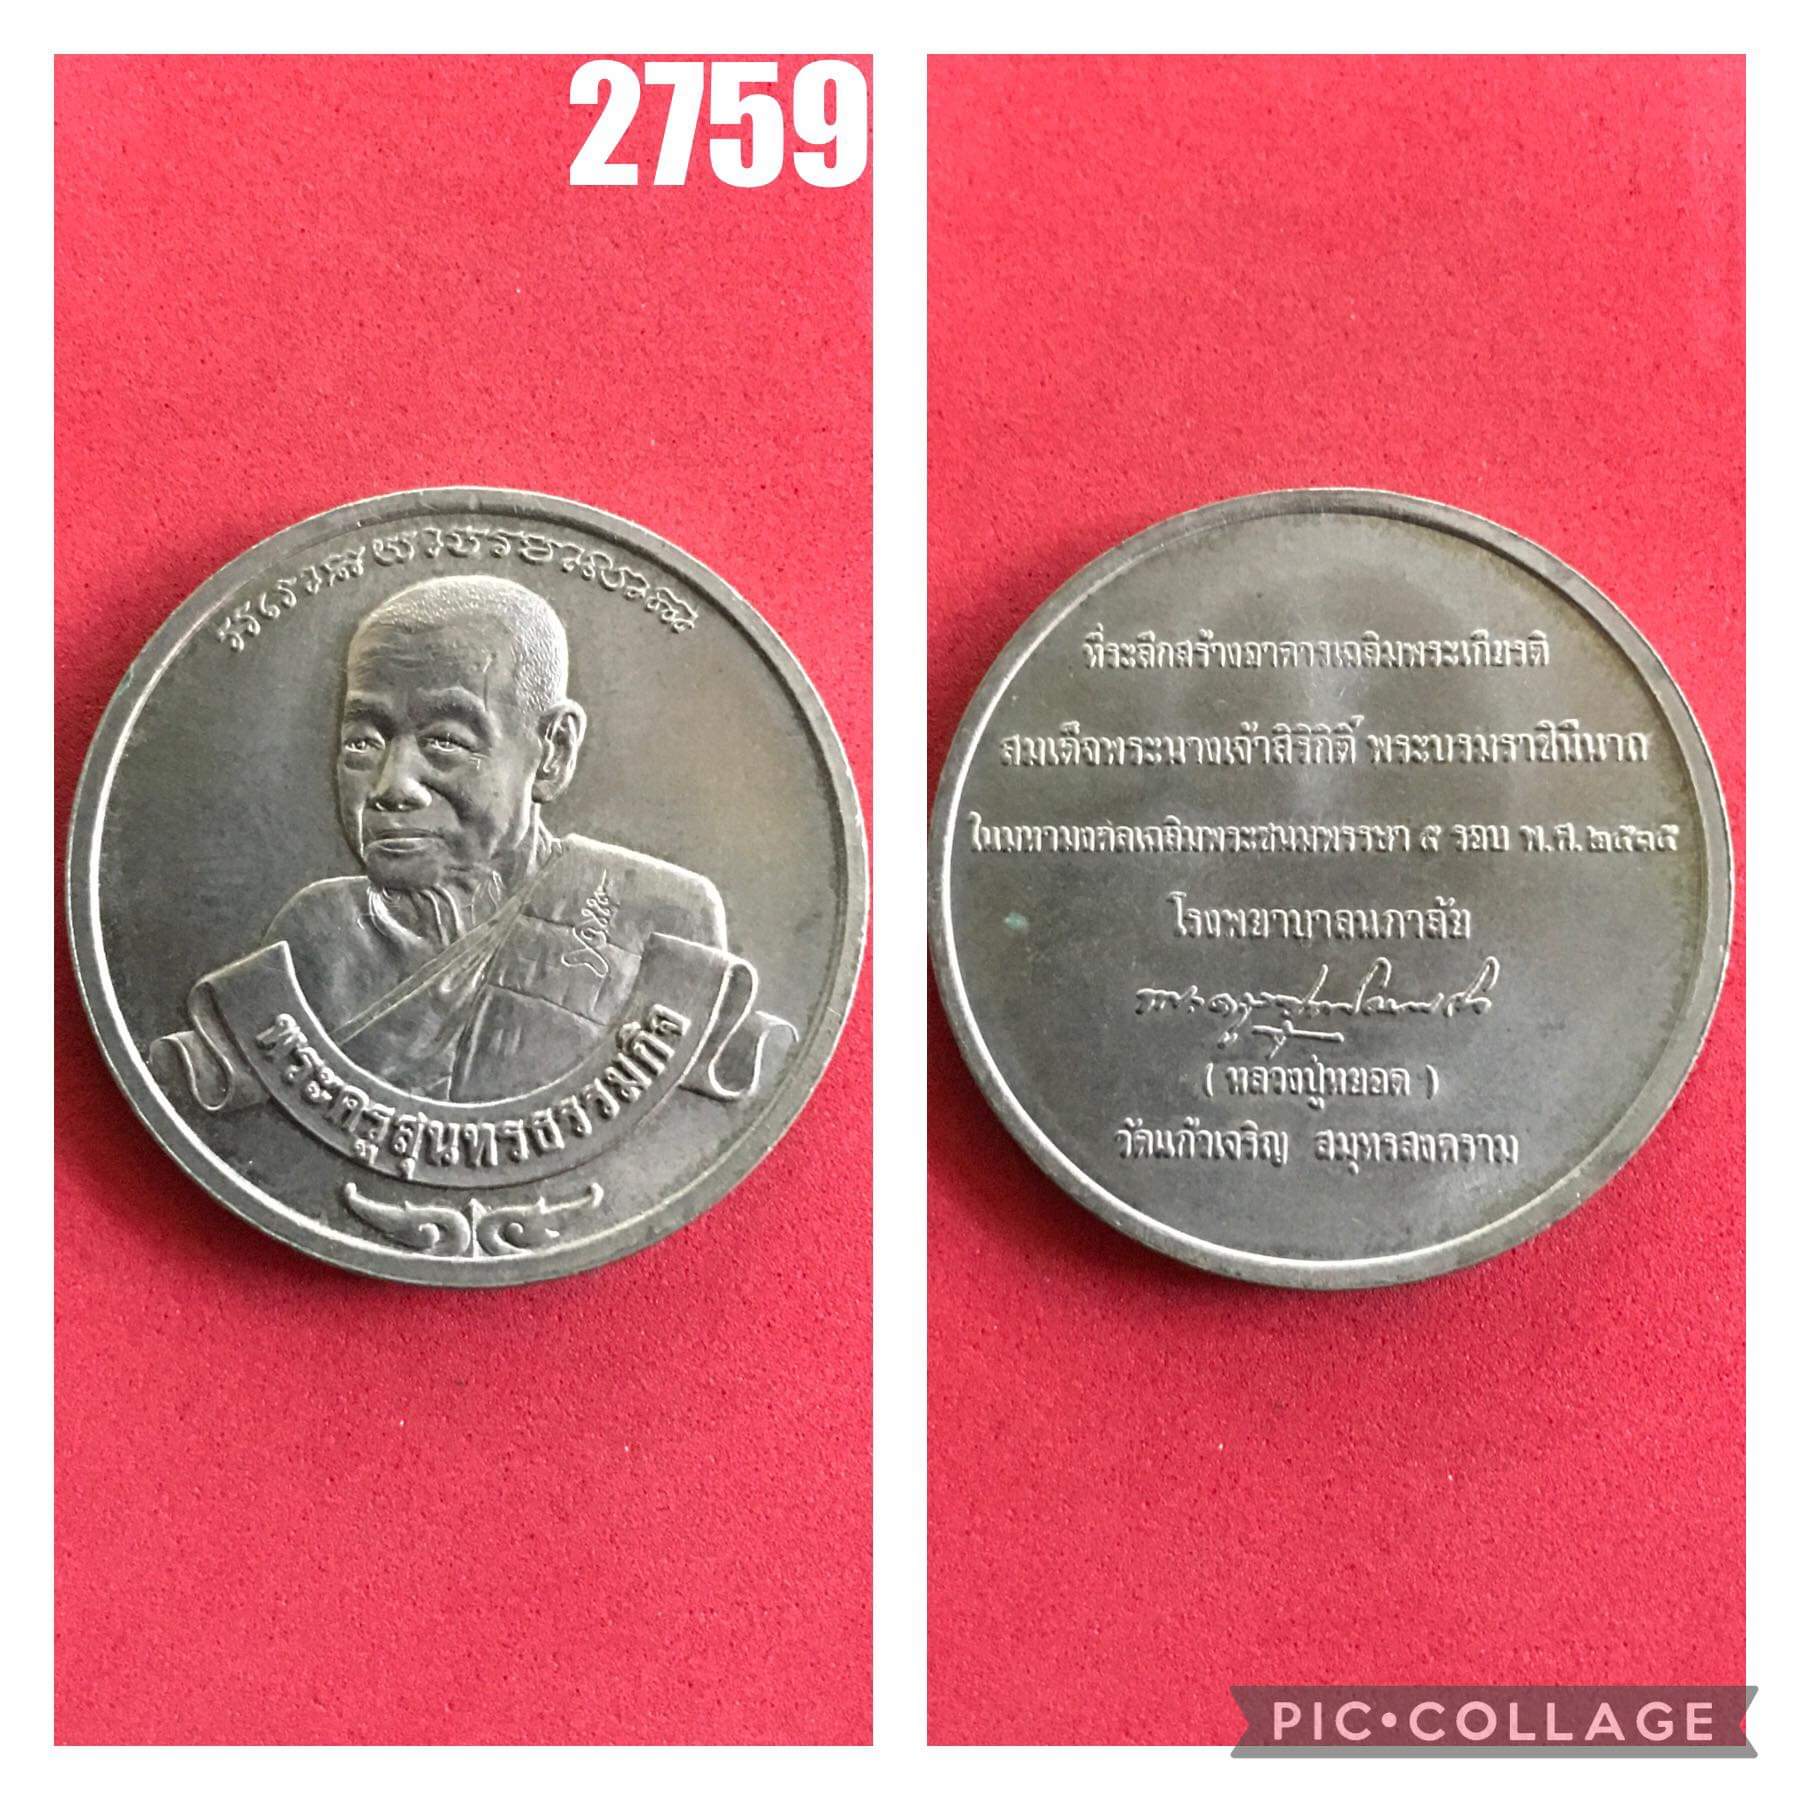 2759
พระครูสุนทรธรรมกิจ
๑๕
ที่ระลึกสร้างอาคารเฉลิมพระเกียรติ
สมเด็จพระนางเจ้าสิริกิติ์ พระบรมราชินีนาถ
ในมหามงคลเฉลิมพระชนมพรรษา ๕ รอบ พ.ศ.๒๕๓๕
โรงพยาบาลนภาลัย
( หลวงปู่หยอด )
วัดแก้วเจริญ สมุทรสงคราม
PIC•COLLAGE